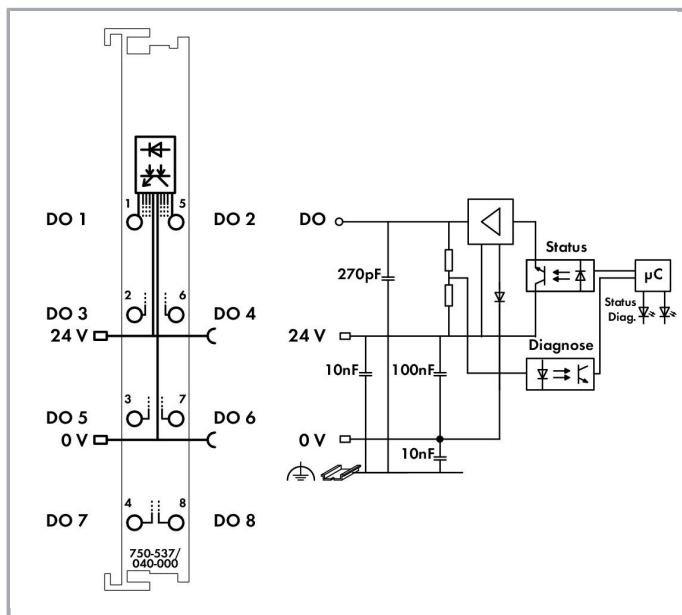 1
5
DO 1
DO 2
2
6
DO 3
DO 4
24 V
3
7
DO 5
DO 6
0 V
4
8
DO 7
DO 8
750-537/
040-000
DO
Status
270pF
µC
Status
Diag.
24 V
Diagnose
10nF
100nF
0 V
10nF